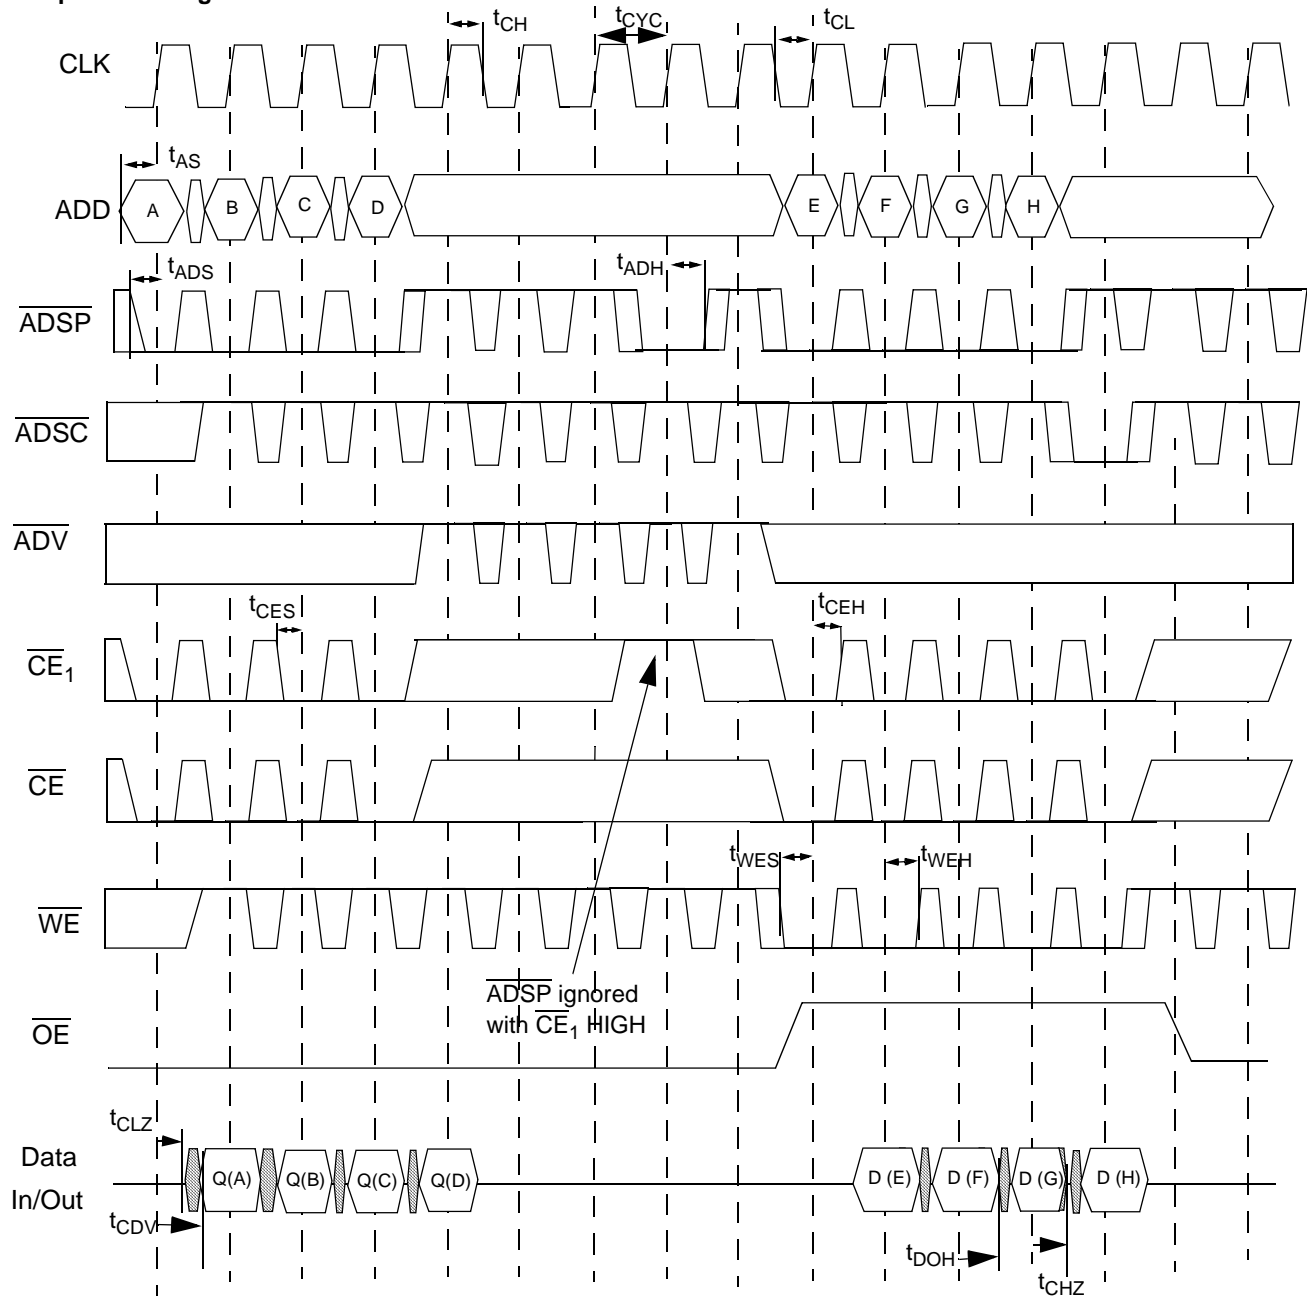 tCH
tCYC
tCL
CLK
tAS
ADD
A
B
C
D
E
F
G
H
tADS
tADH
ADSP
ADSC
ADV
tCES
tCEH
CE1
CE
tWES
tWEH
WE
ADSP ignored
with CE1 HIGH
OE
tCLZ
Data
In/Out
Q(A)
Q(B)
Q(C)
Q(D)
D (E)
D (F)
D (G)
D (H)
tCDV
tDOH
tCHZ